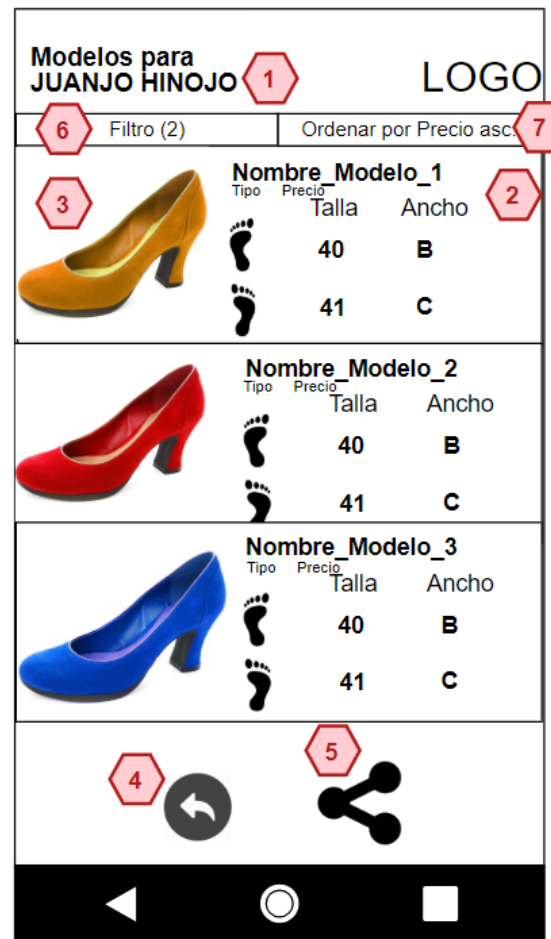 Modelos para
JUANJO HINOJO
1
LOGO
6
Filtro (2)
Ordenar por Precio asc.
7
3
Nombre_Modelo_1
2
Tipo Precio
Talla Ancho
40 B
41 C
Nombre_Modelo_2
Tipo Precio
Talla Ancho
40 B
41 C
Nombre_Modelo_3
Tipo Precio
Talla Ancho
40 B
41 C
4
5